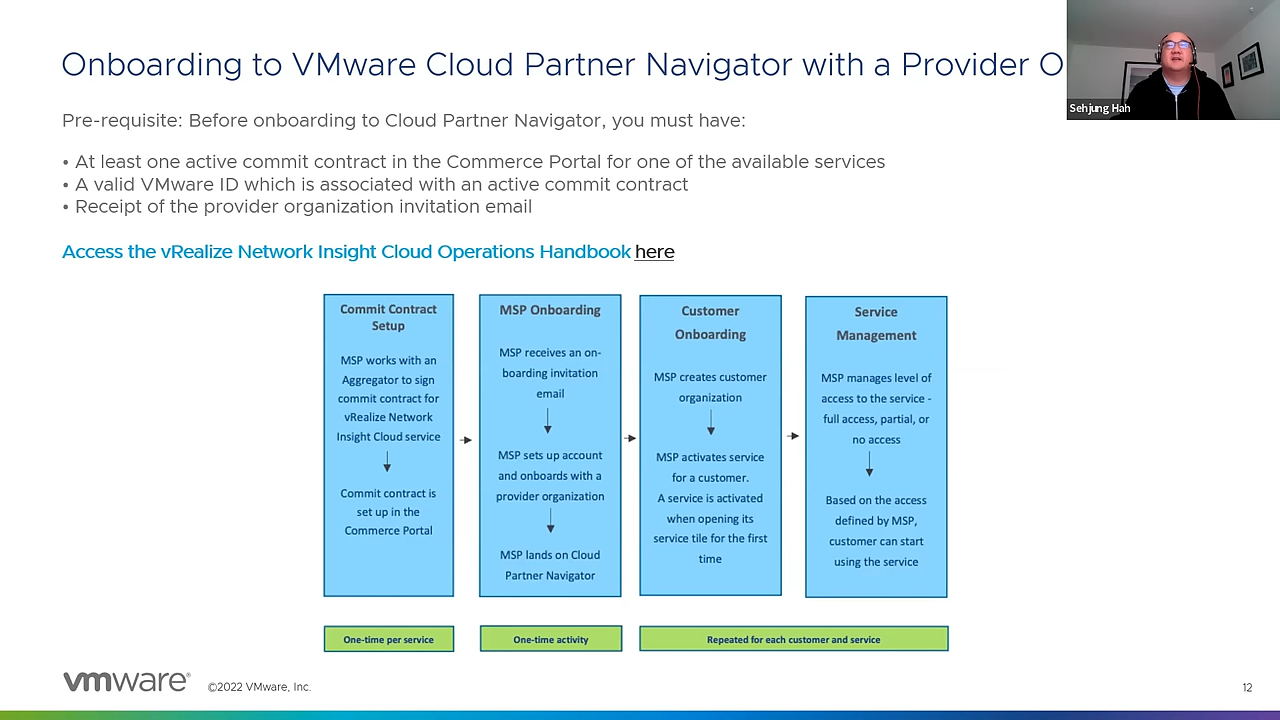 Onboarding to VMware Cloud Partner Navigator with a Provider O
Sehjung Hah
Pre-requisite: Before onboarding to Cloud Partner Navigator, you must have:
• At least one active commit contract in the Commerce Portal for one of the available services
• A valid VMware ID which is associated with an active commit contract
• Receipt of the provider organization invitation email
Access the vRealize Network Insight Cloud Operations Handbook here
Commit Contract
Setup
MSP works with an
Aggregator to sign
commit contract for
vRealize Network
Insight Cloud service
Commit contract is
set up in the
Commerce Portal
MSP Onboarding
MSP receives an on-
boarding invitation
email
MSP sets up account
and onboards with a
provider organization
MSP lands on Cloud
Partner Navigator
Customer
Onboarding
MSP creates customer
organization
MSP activates service
for a customer.
A service is activated
when opening its
service tile for the first
time
Service
Management
MSP manages level of
access to the service -
full access, partial, or
no access
Based on the access
defined by MSP,
customer can start
using the service
One-time per service
One-time activity
Repeated for each customer and service
vmware®
©2022 VMware, Inc.
12